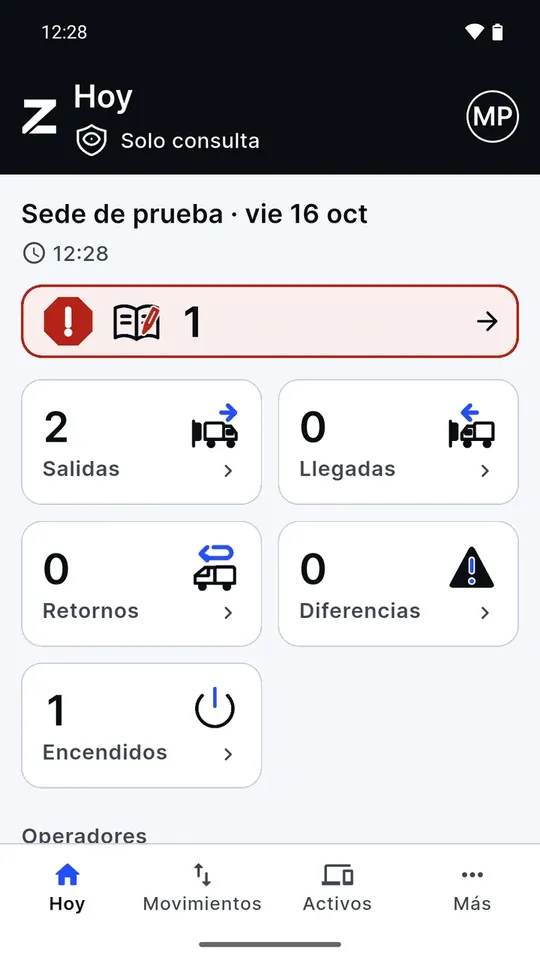 12:28
Hoy
Solo consulta
MP
Sede de prueba · vie 16 oct
12:28
1
2
Salidas
0
Llegadas
0
Retornos
0
Diferencias
1
Encendidos
Operadores
Hoy
Movimientos
Activos
Más